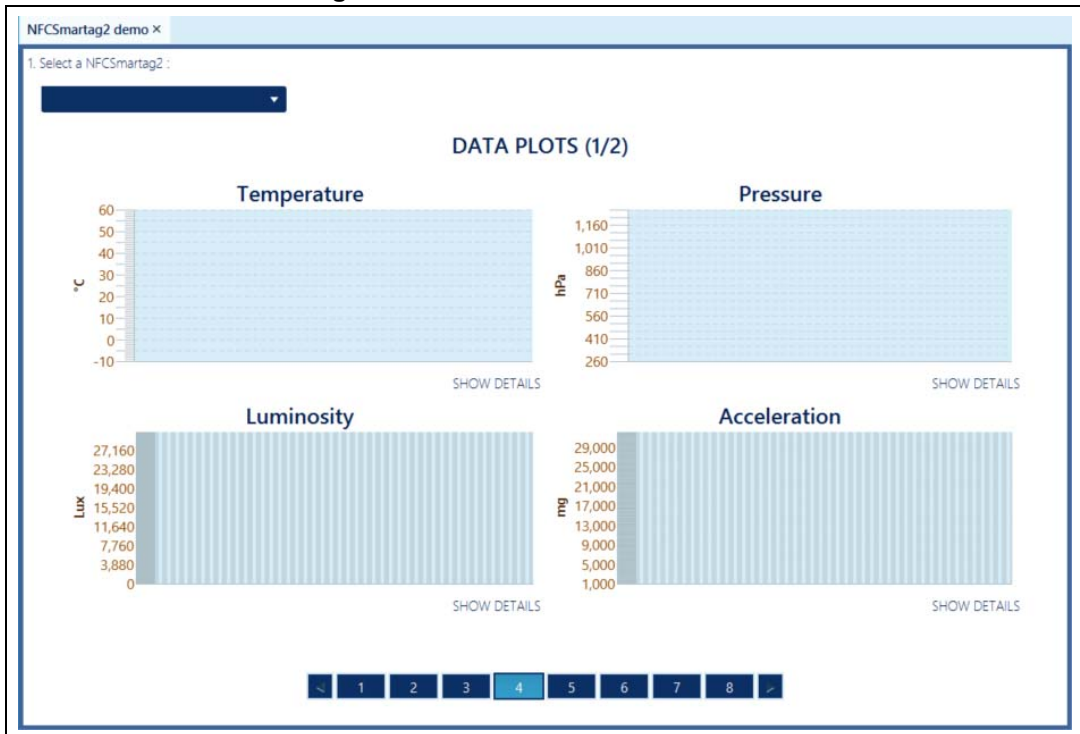 NFCSmartag2 demo ×
1. Select a NFCSmartag2 :
DATA PLOTS (1/2)
Temperature
60
50
40
30
20
10
0
-10
°C
SHOW DETAILS
Pressure
1,160
1,010
860
710
560
410
260
hPa
SHOW DETAILS
Luminosity
27,160
23,280
19,400
15,520
11,640
7,760
3,880
0
Lux
SHOW DETAILS
Acceleration
29,000
25,000
21,000
17,000
13,000
9,000
5,000
1,000
mg
SHOW DETAILS
< 1 2 3 4 5 6 7 8 >